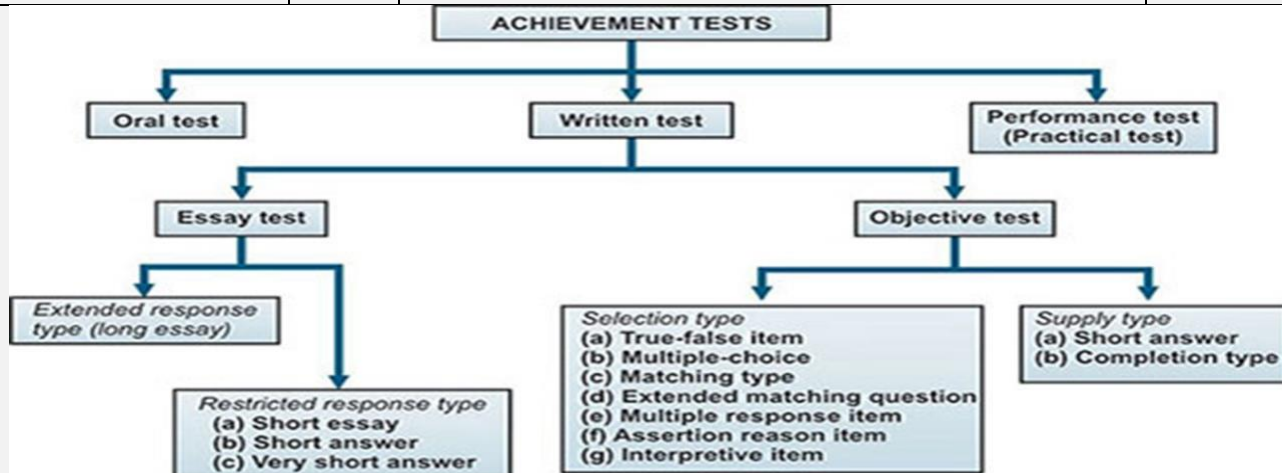 ACHIEVEMENT TESTS
Oral test
Written test
Performance test
(Practical test)
Essay test
Objective test
Extended response
type (long essay)
Restricted response type
(a) Short essay
(b) Short answer
(c) Very short answer
Selection type
(a) True-false item
(b) Multiple-choice
(c) Matching type
(d) Extended matching question
(e) Multiple response item
(f) Assertion reason item
(g) Interpretive item
Supply type
(a) Short answer
(b) Completion type